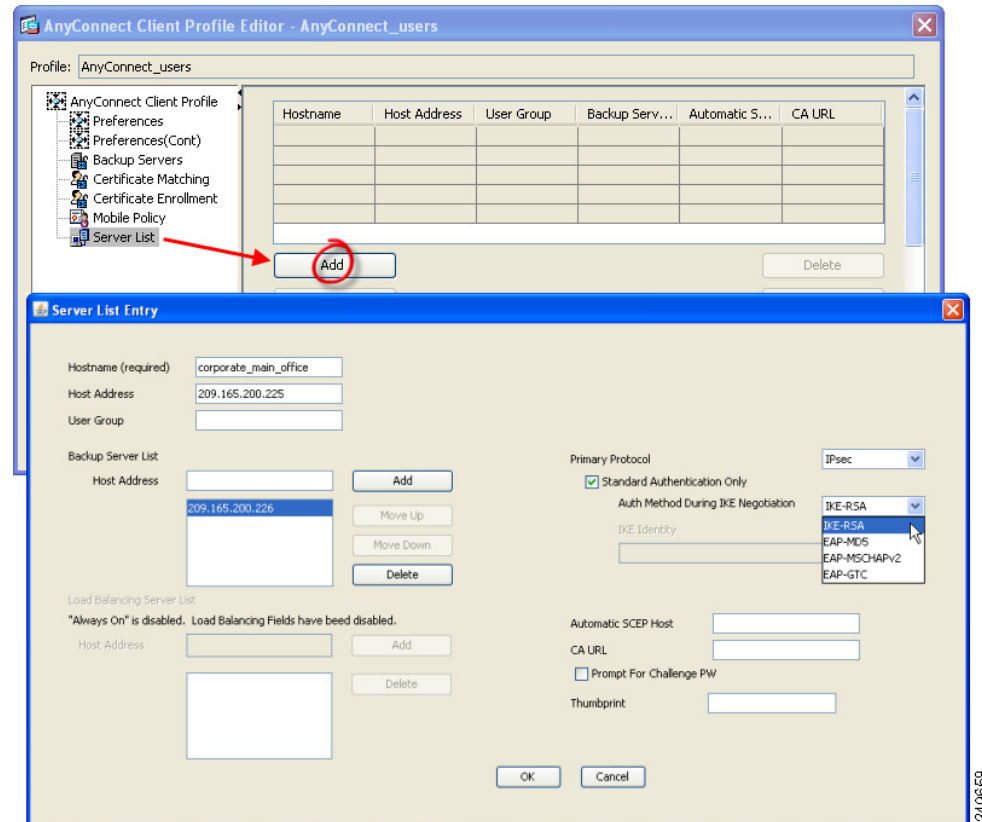 AnyConnect Client Profile Editor - AnyConnect_users
Profile: AnyConnect_users
AnyConnect Client Profile
Preferences
Preferences(Cont)
Backup Servers
Certificate Matching
Certificate Enrollment
Mobile Policy
Server List
Hostname Host Address User Group Backup Serv... Automatic S... CA URL
Add Delete
Server List Entry
Hostname (required) corporate_main_office
Host Address 209.165.200.225
User Group
Backup Server List
Host Address Add
209.165.200.226
Move Up
Move Down
Delete
Primary Protocol IPsec
Standard Authentication Only
Auth Method During IKE Negotiation IKE-RSA
IKE Identity
IKE-RSA
EAP-MD5
EAP-MSCHAPv2
EAP-GTC
Load Balancing Server List
"Always On" is disabled. Load Balancing Fields have beed disabled.
Host Address Add
Delete
Automatic SCEP Host
CA URL
Prompt For Challenge PW
Thumbprint
OK Cancel